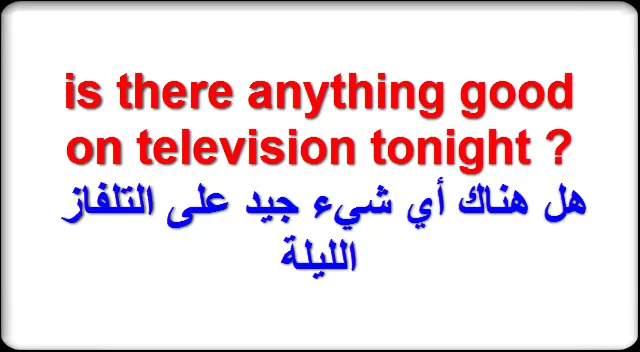 is there anything good
on television tonight ?
هل هناك أي شيء جيد على التلفاز
الليلة